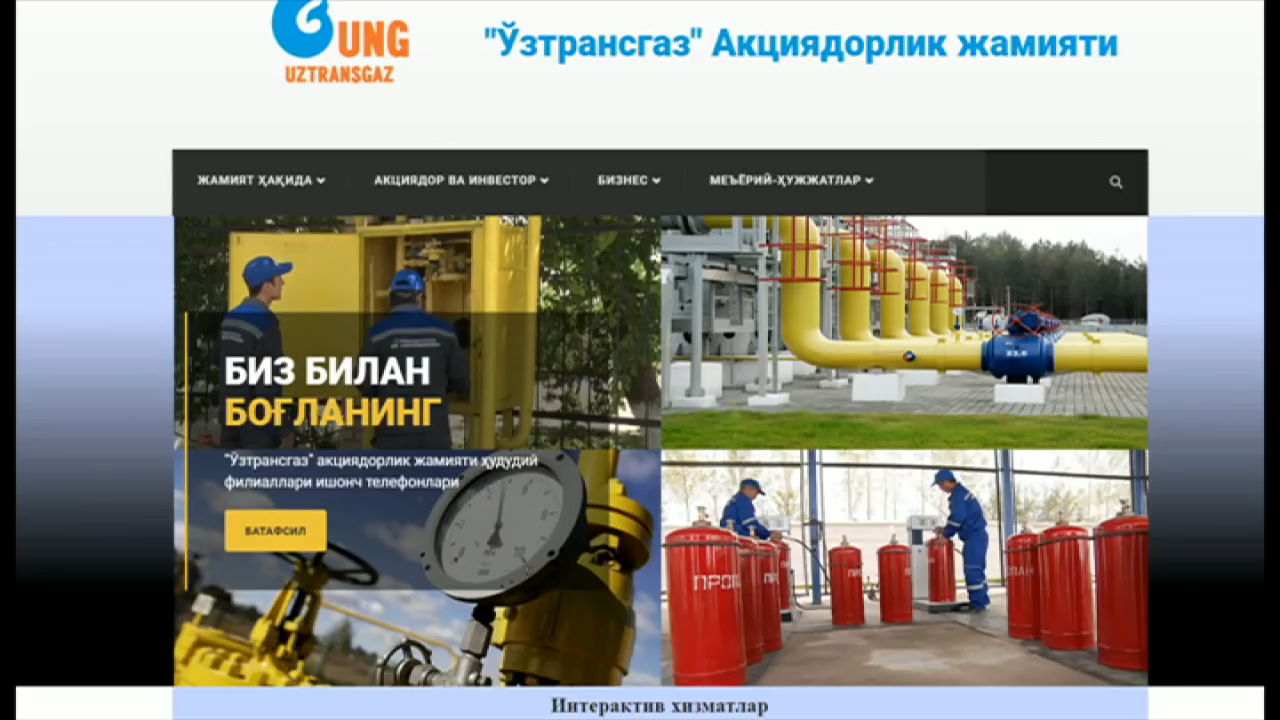 UNG
UZTRANSGAZ
"Ўзтрансгаз" Акциядорлик жамияти
ЖАМИЯТ ҲАҚИДА
АКЦИЯДОР ВА ИНВЕСТОР
БИЗНЕС
МЕЪЁРИЙ-ҲУЖЖАТЛАР
БИЗ БИЛАН
БОҒЛАНИНГ
"Ўзтрансгаз" акциядорлик жамияти ҳудудий
филиаллари ишонч телефонлари
БАТАФСИЛ
ПРОПАН
Интерактив хизматлар